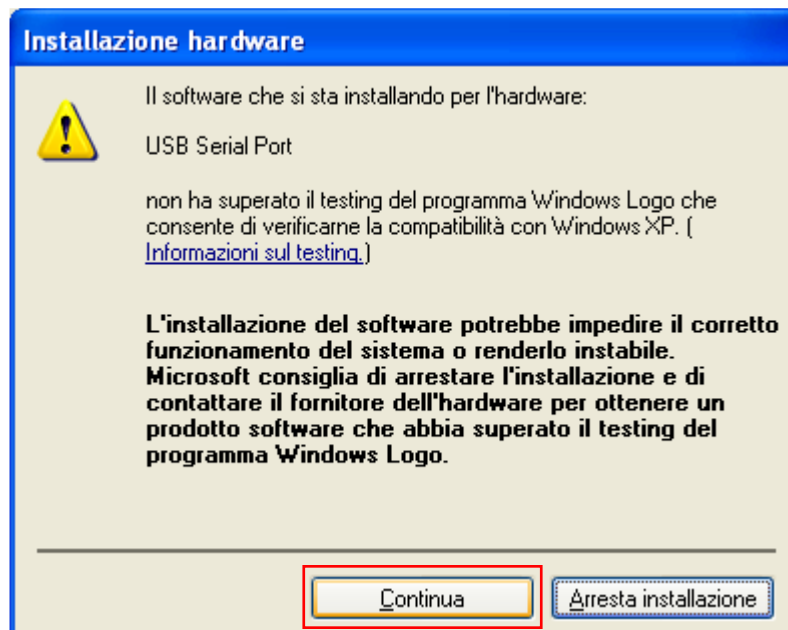 Installazione hardware
Il software che si sta installando per l'hardware:
USB Serial Port
non ha superato il testing del programma Windows Logo che
consente di verificarne la compatibilità con Windows XP. (
Informazioni sul testing.)
L'installazione del software potrebbe impedire il corretto
funzionamento del sistema o renderlo instabile.
Microsoft consiglia di arrestare l'installazione e di
contattare il fornitore dell'hardware per ottenere un
prodotto software che abbia superato il testing del
programma Windows Logo.
Continua
Arresta installazione